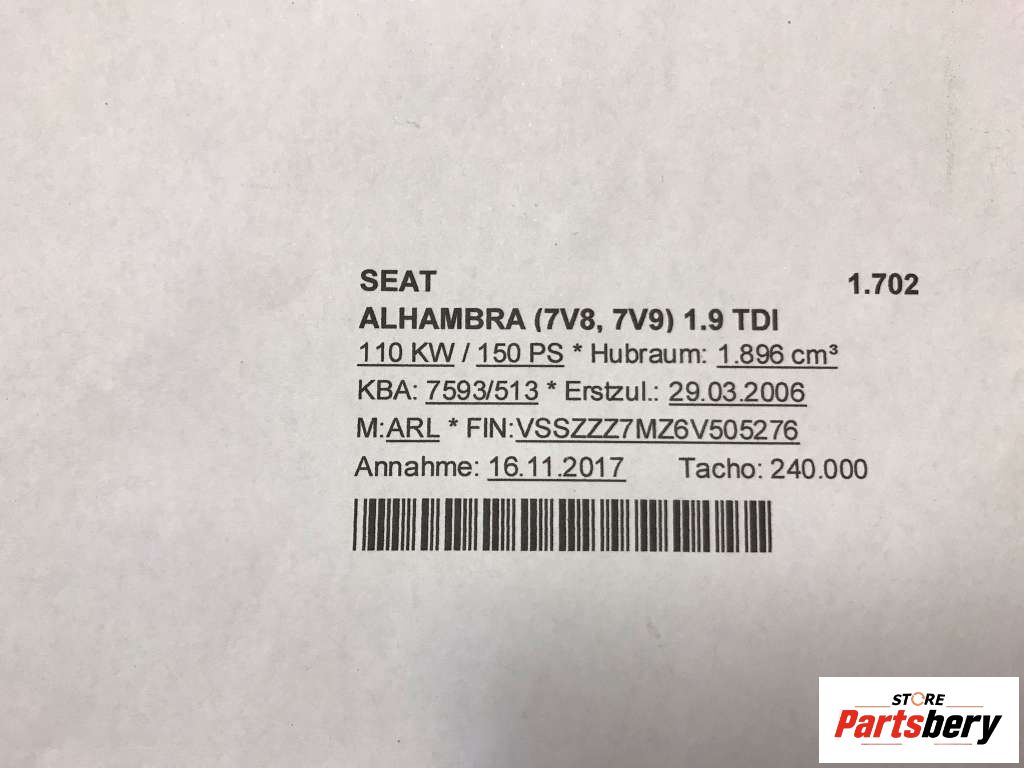 SEAT 1.702
ALHAMBRA (7V8, 7V9) 1.9 TDI
110 KW / 150 PS * Hubraum: 1.896 cm³
KBA: 7593/513 * Erstzul.: 29.03.2006
M:ARL * FIN:VSSZZZ7MZ6V505276
Annahme: 16.11.2017 Tacho: 240.000
STORE
Partsbery